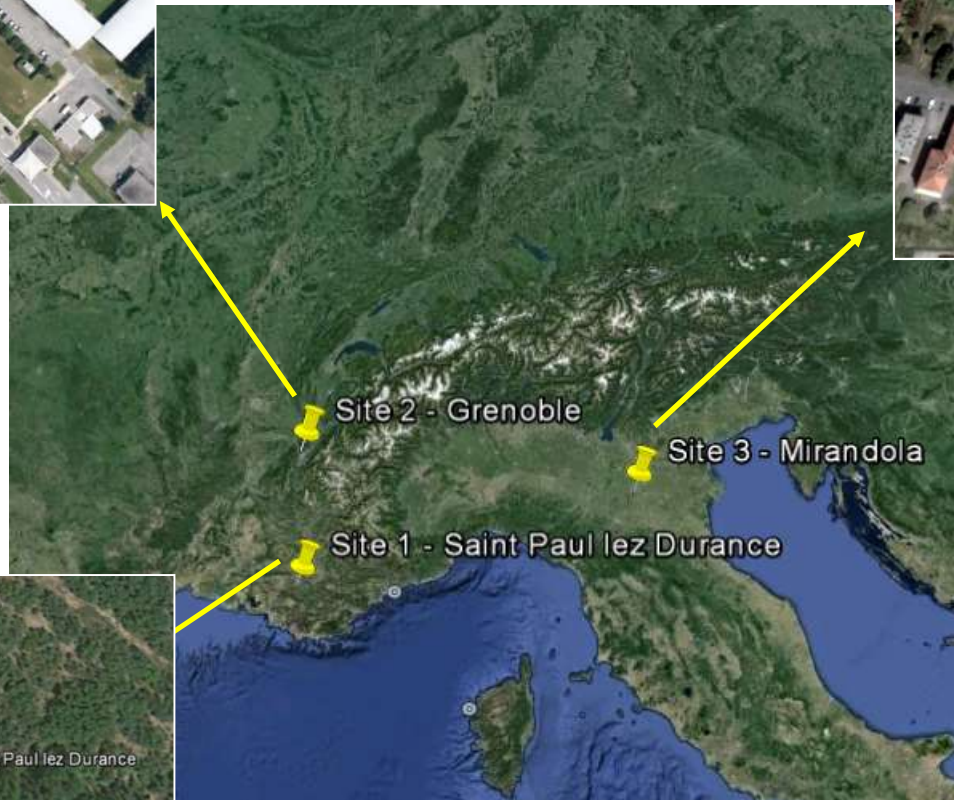 Site 2 - Grenoble
Site 3 - Mirandola
Site 1 - Saint Paul lez Durance
Paul lez Durance